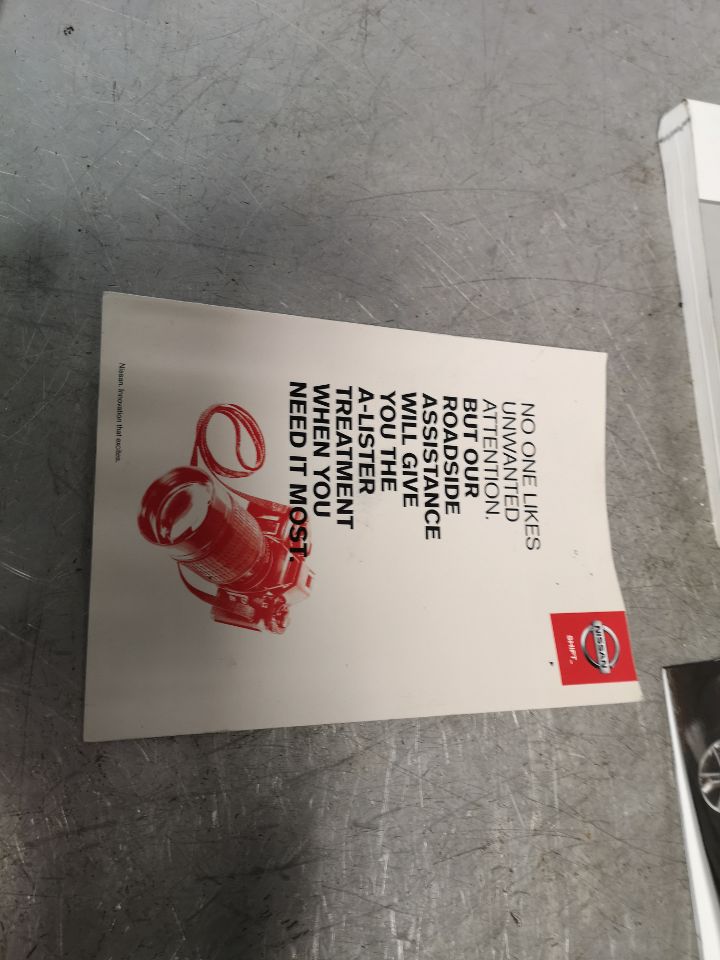 NISSAN
SHIFT_
NO ONE LIKES
UNWANTED
ATTENTION.
BUT OUR
ROADSIDE
ASSISTANCE
WILL GIVE
YOU THE
A-LISTER
TREATMENT
WHEN YOU
NEED IT MOST.
Nissan. Innovation that excites.